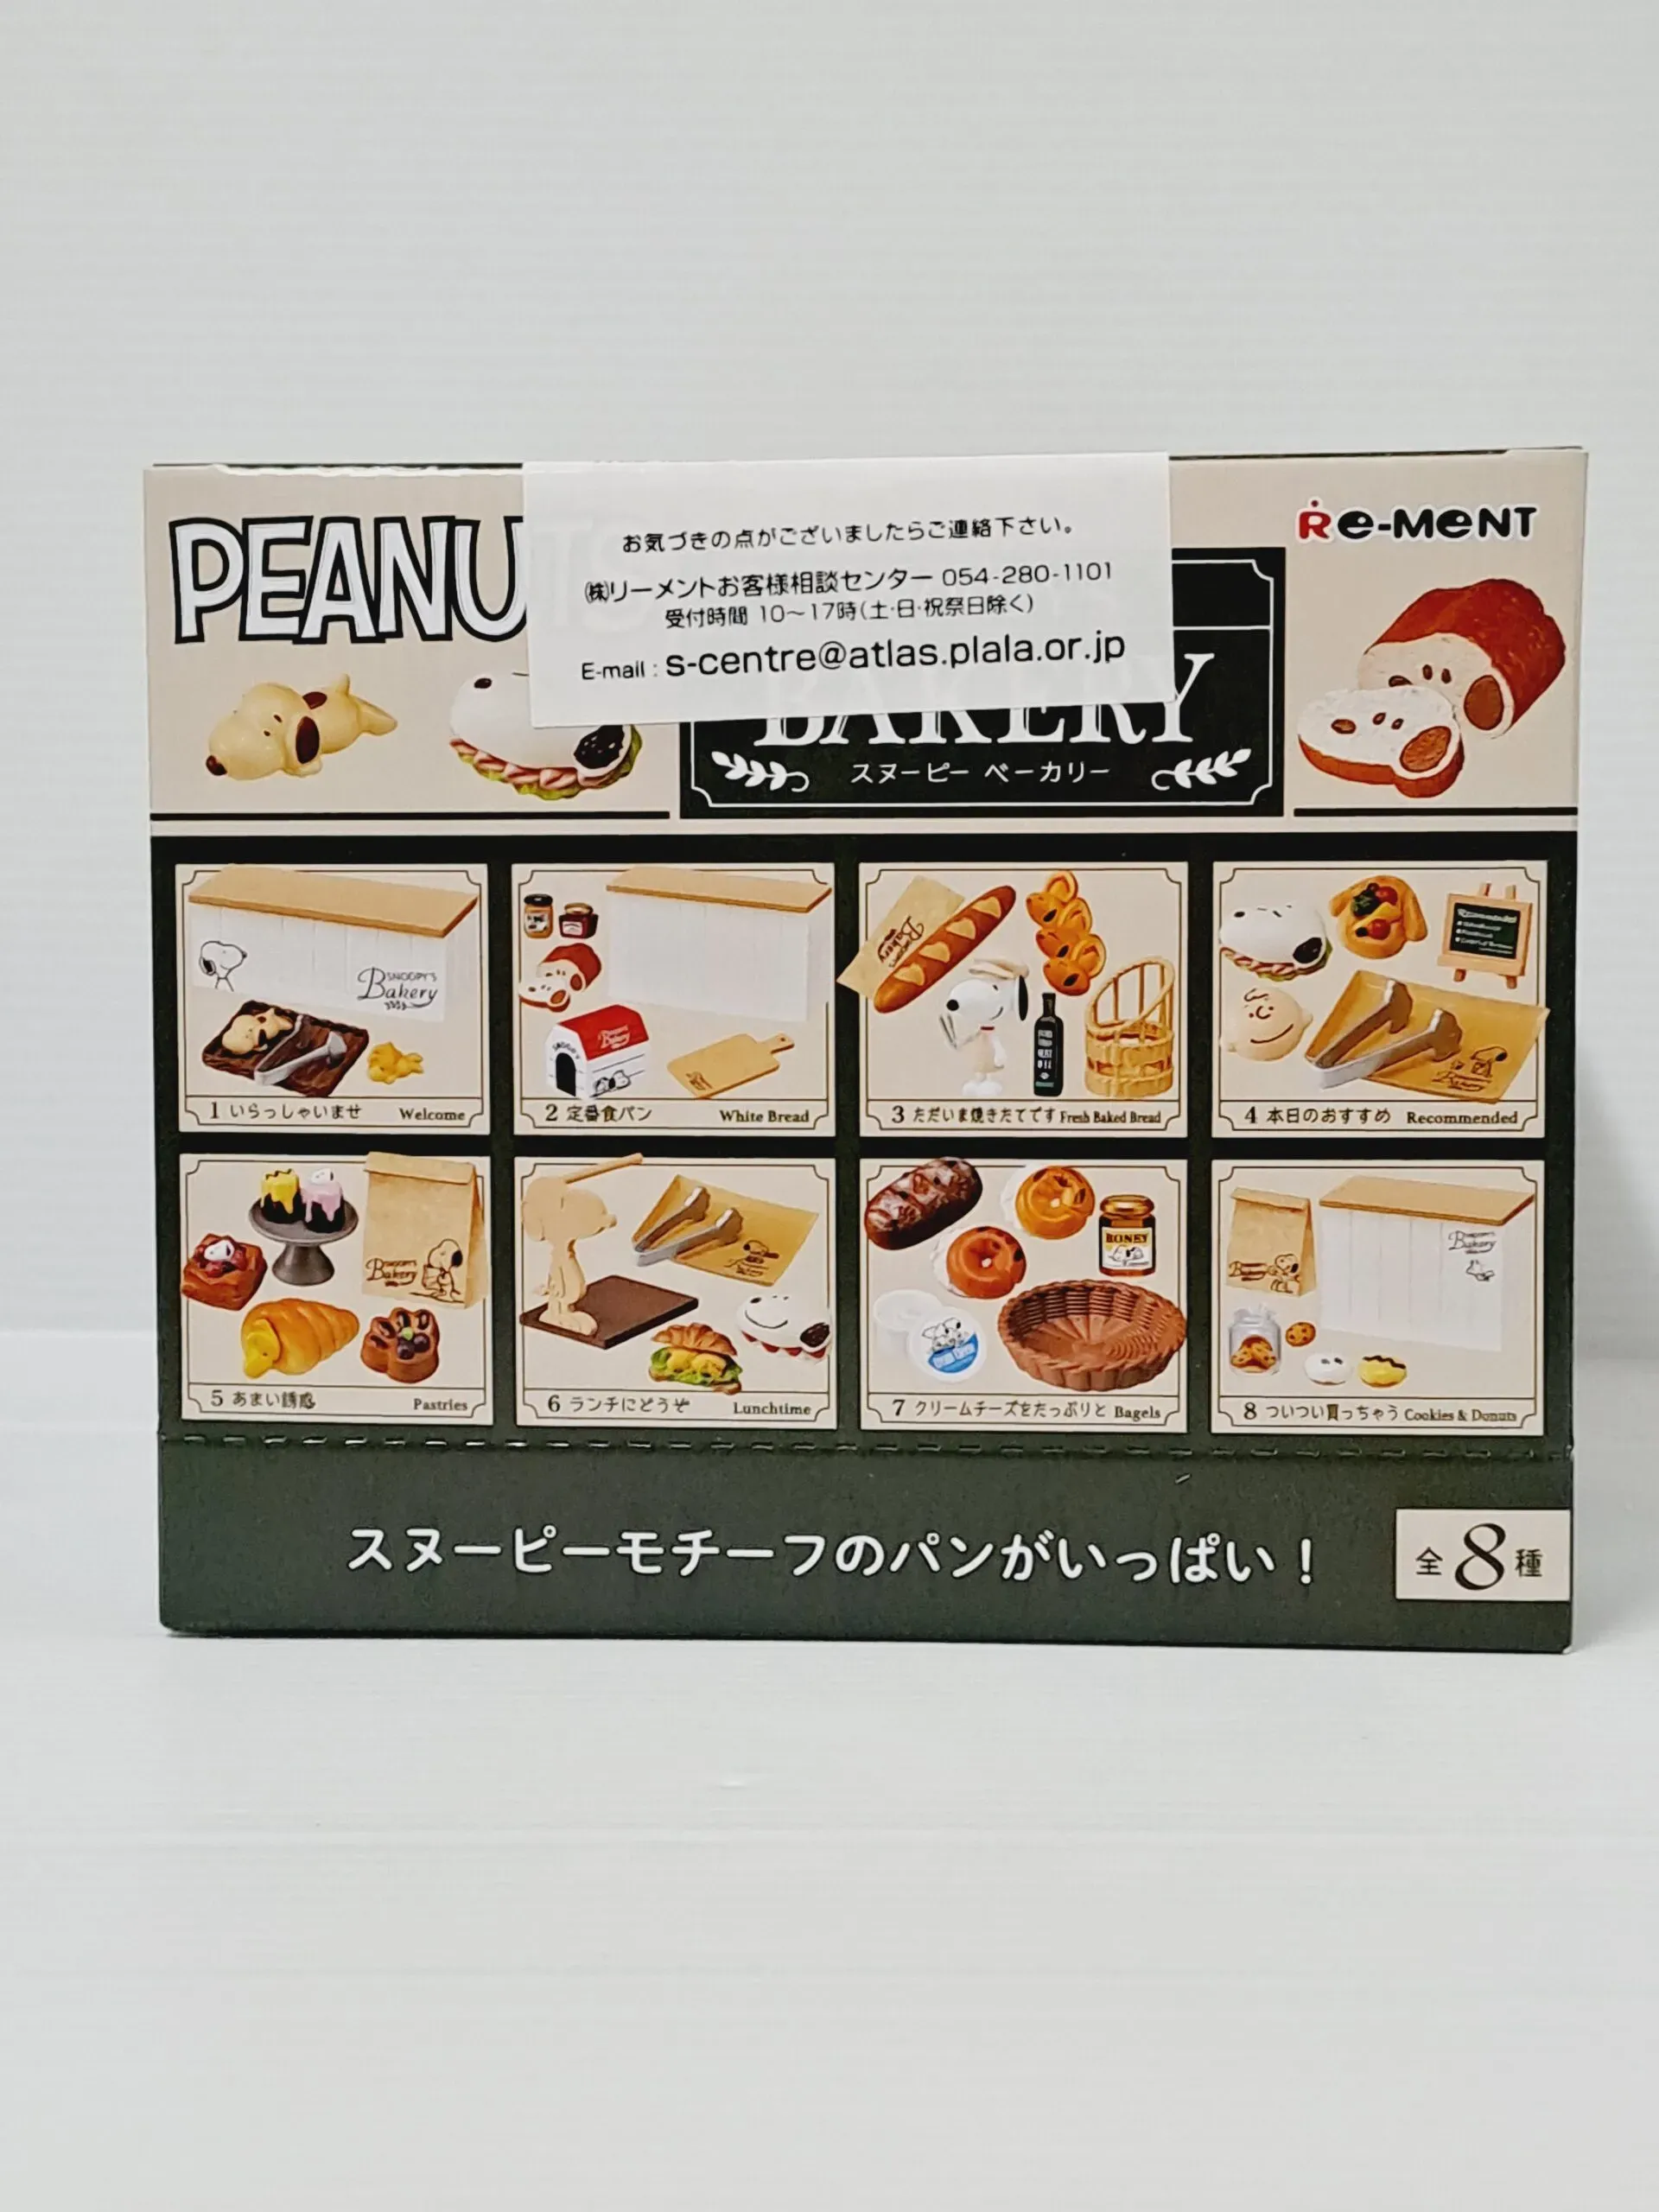 PEANUTS
Re-MeNT
お気づきの点がございましたらご連絡下さい。
㈱リーメントお客様相談センター 054-280-1101
受付時間 10～17時(土・日・祝祭日除く)
E-mail : s-centre@atlas.plala.or.jp
BAKERY
スヌーピー ベーカリー
SNOOPY'S
Bakery
1 いらっしゃいませ Welcome
SNOOPY
2 定番食パン White Bread
3 ただいま焼きたてです Fresh Baked Bread
Recommended
4 本日のおすすめ Recommended
SNOOPY'S
Bakery
5 あまい誘惑 Pastries
6 ランチにどうぞ Lunchtime
HONEY
7 クリームチーズをたっぷりと Bagels
Bakery
8 ついつい買っちゃう Cookies & Donuts
スヌーピーモチーフのパンがいっぱい！
全8種